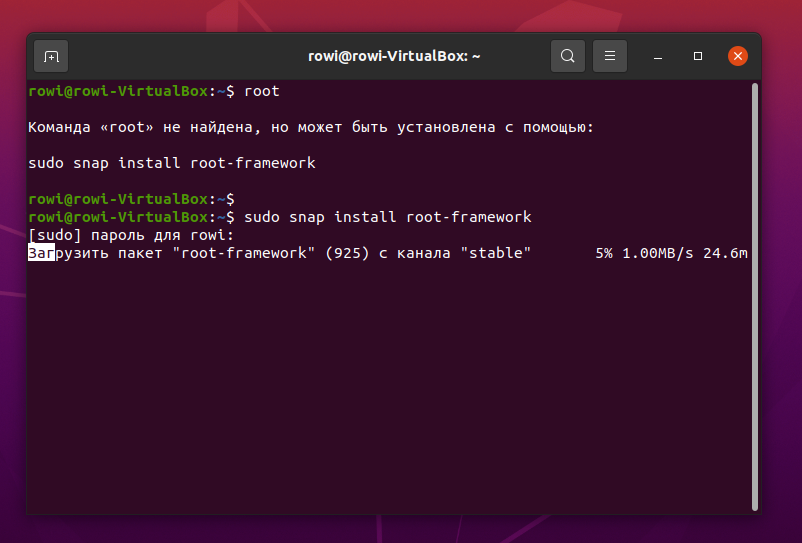 rowi@rowi-VirtualBox: ~
rowi@rowi-VirtualBox:~$ root
Команда «root» не найдена, но может быть установлена с помощью:
sudo snap install root-framework
rowi@rowi-VirtualBox:~$
rowi@rowi-VirtualBox:~$ sudo snap install root-framework
[sudo] пароль для rowi:
Загрузить пакет "root-framework" (925) с канала "stable" 5% 1.00MB/s 24.6m